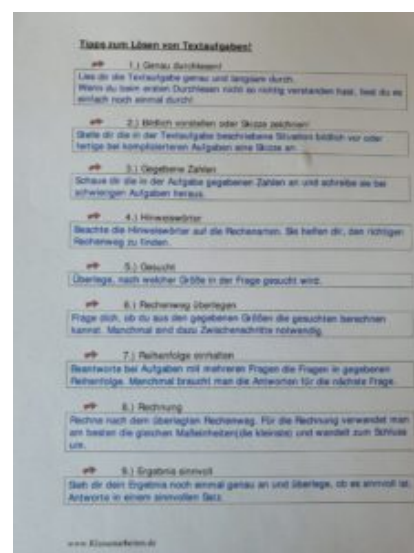 Tipps zum Lösen von Textaufgaben!
1.) Genau durchlesen!
Lies dir die Textaufgabe genau und langsam durch.
Wenn du beim ersten Durchlesen nicht so richtig verstanden hast, liest du es
einfach noch einmal durch!
2.) Bildlich vorstellen oder Skizze zeichnen!
Stelle dir die in der Textaufgabe beschriebene Situation bildlich vor oder
fertige bei komplizierteren Aufgaben eine Skizze an.
3.) Gegebene Zahlen
Schaue dir die in der Aufgabe gegebenen Zahlen an und schreibe sie bei
schwierigen Aufgaben heraus.
4.) Hinweiswörter
Beachte die Hinweiswörter auf die Rechenarten. Sie helfen dir, den richtigen
Rechenweg zu finden.
5.) Gesucht
Überlege, nach welcher Größe in der Frage gesucht wird.
6.) Rechenweg überlegen
Frage dich, ob du aus den gegebenen Größen die gesuchten berechnen
kannst. Manchmal sind dazu Zwischenschritte notwendig.
7.) Reihenfolge einhalten
Beantworte bei Aufgaben mit mehreren Fragen die Fragen in gegebenen
Reihenfolge. Manchmal braucht man die Antworten für die nächste Frage.
8.) Rechnung
Rechne nach dem überlegten Rechenweg. Für die Rechnung verwendet man
am besten die gleichen Maßeinheiten(die kleinste) und wandelt zum Schluss
um.
9.) Ergebnis sinnvoll
Sieh dir dein Ergebnis noch einmal genau an und überlege, ob es sinnvoll ist.
Antworte in einem sinnvollen Satz.
www.Klassenarbeiten.de